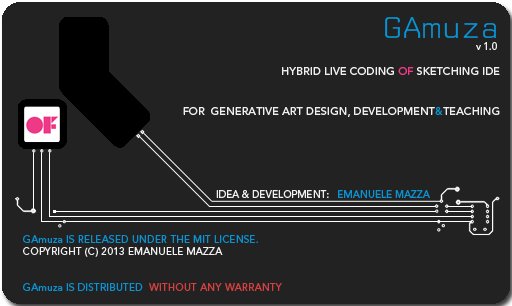 GAmuza
v 1.0
HYBRID LIVE CODING OF SKETCHING IDE
FOR GENERATIVE ART DESIGN, DEVELOPMENT&TEACHING
OF
IDEA & DEVELOPMENT: EMANUELE MAZZA
GAmuza IS RELEASED UNDER THE MIT LICENSE.
COPYRIGHT (C) 2013 EMANUELE MAZZA
GAmuza IS DISTRIBUTED WITHOUT ANY WARRANTY